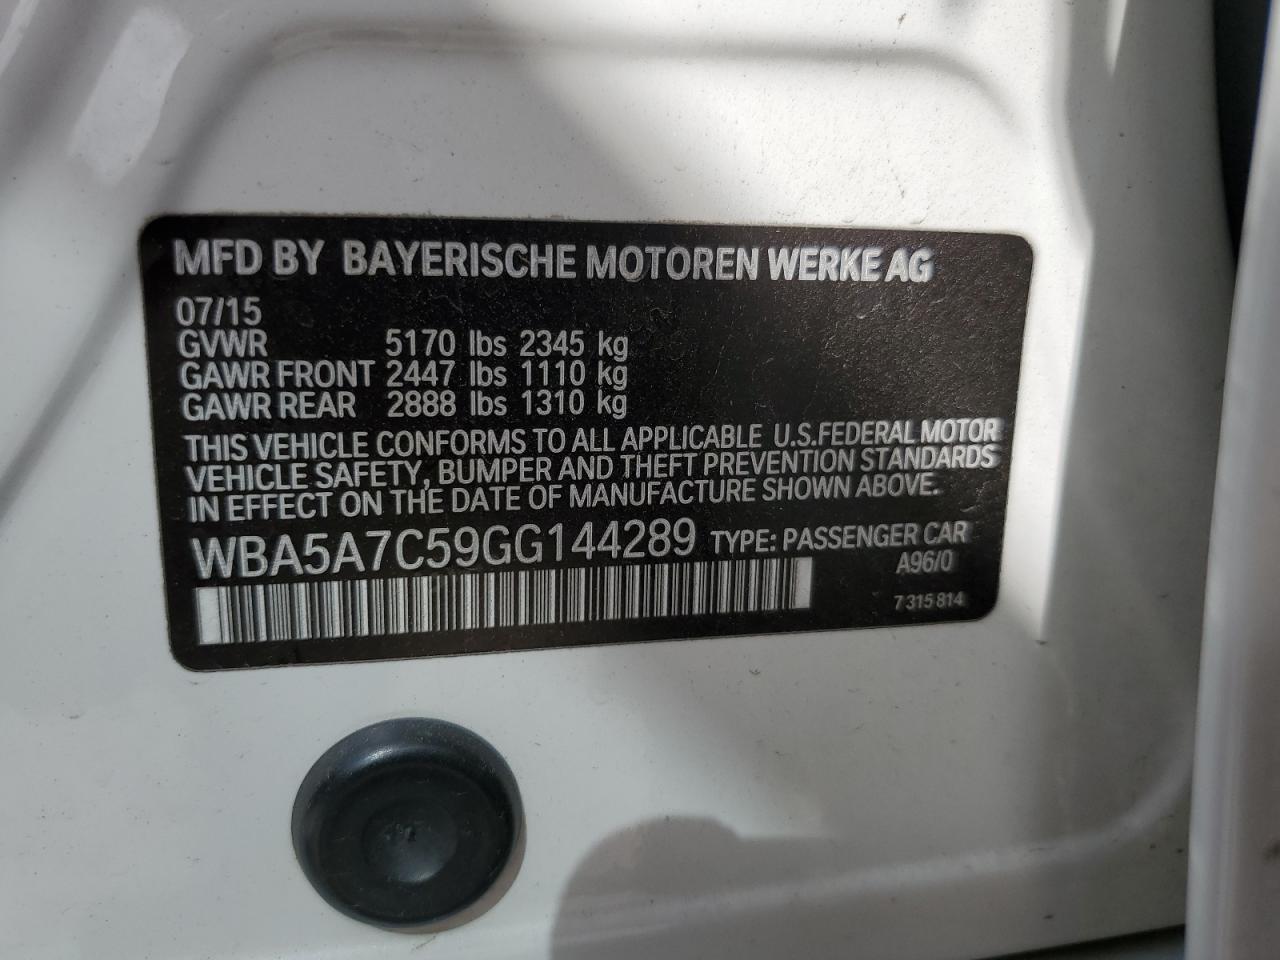 MFD BY BAYERISCHE MOTOREN WERKE AG
07/15
GVWR 5170 lbs 2345 kg
GAWR FRONT 2447 lbs 1110 kg
GAWR REAR 2888 lbs 1310 kg
THIS VEHICLE CONFORMS TO ALL APPLICABLE U.S.FEDERAL MOTOR
VEHICLE SAFETY, BUMPER AND THEFT PREVENTION STANDARDS
IN EFFECT ON THE DATE OF MANUFACTURE SHOWN ABOVE.
WBA5A7C59GG144289 TYPE: PASSENGER CAR
A96/0
7 315 814